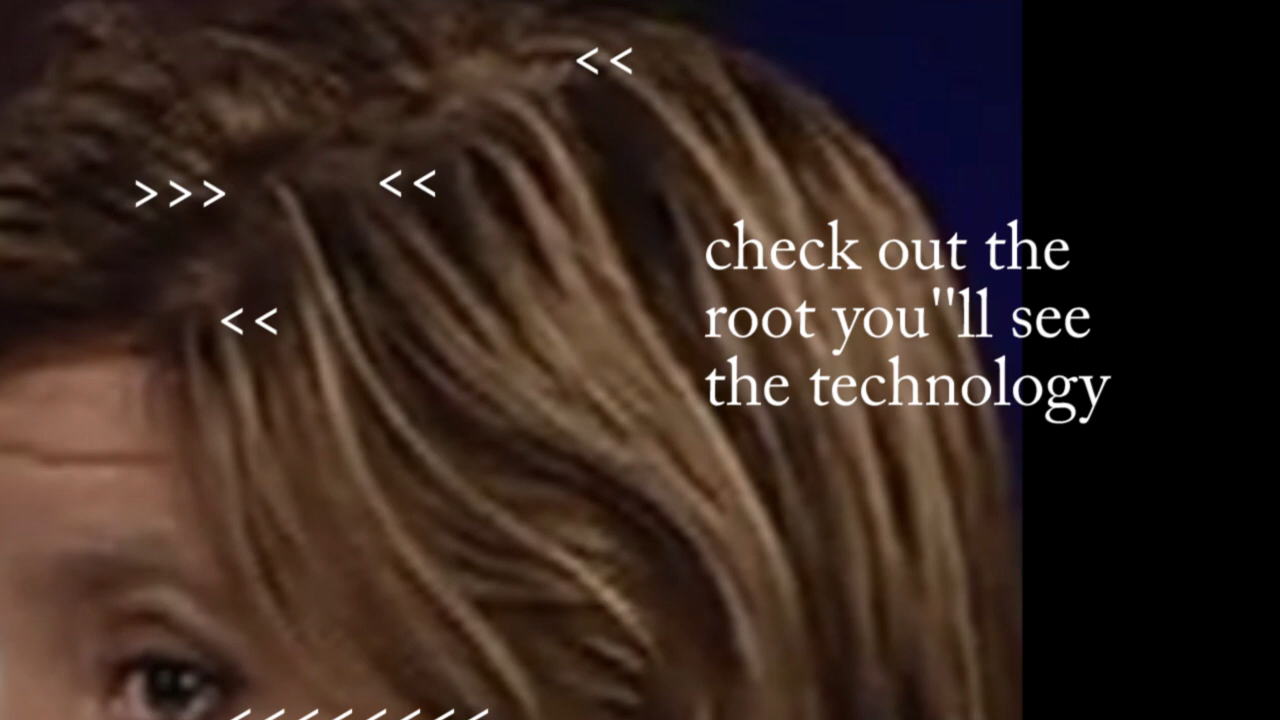 <<
>>> <<
check out the
root you"ll see
<<
the technology
<<<<<<<<